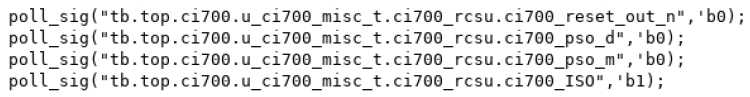 poll_sig("tb.top.ci700.u_ci700_misc_t.ci700_rcsu.ci700_reset_out_n",'b0);
poll_sig("tb.top.ci700.u_ci700_misc_t.ci700_rcsu.ci700_pso_d",'b0);
poll_sig("tb.top.ci700.u_ci700_misc_t.ci700_rcsu.ci700_pso_m",'b0);
poll_sig("tb.top.ci700.u_ci700_misc_t.ci700_rcsu.ci700_ISO",'b1);